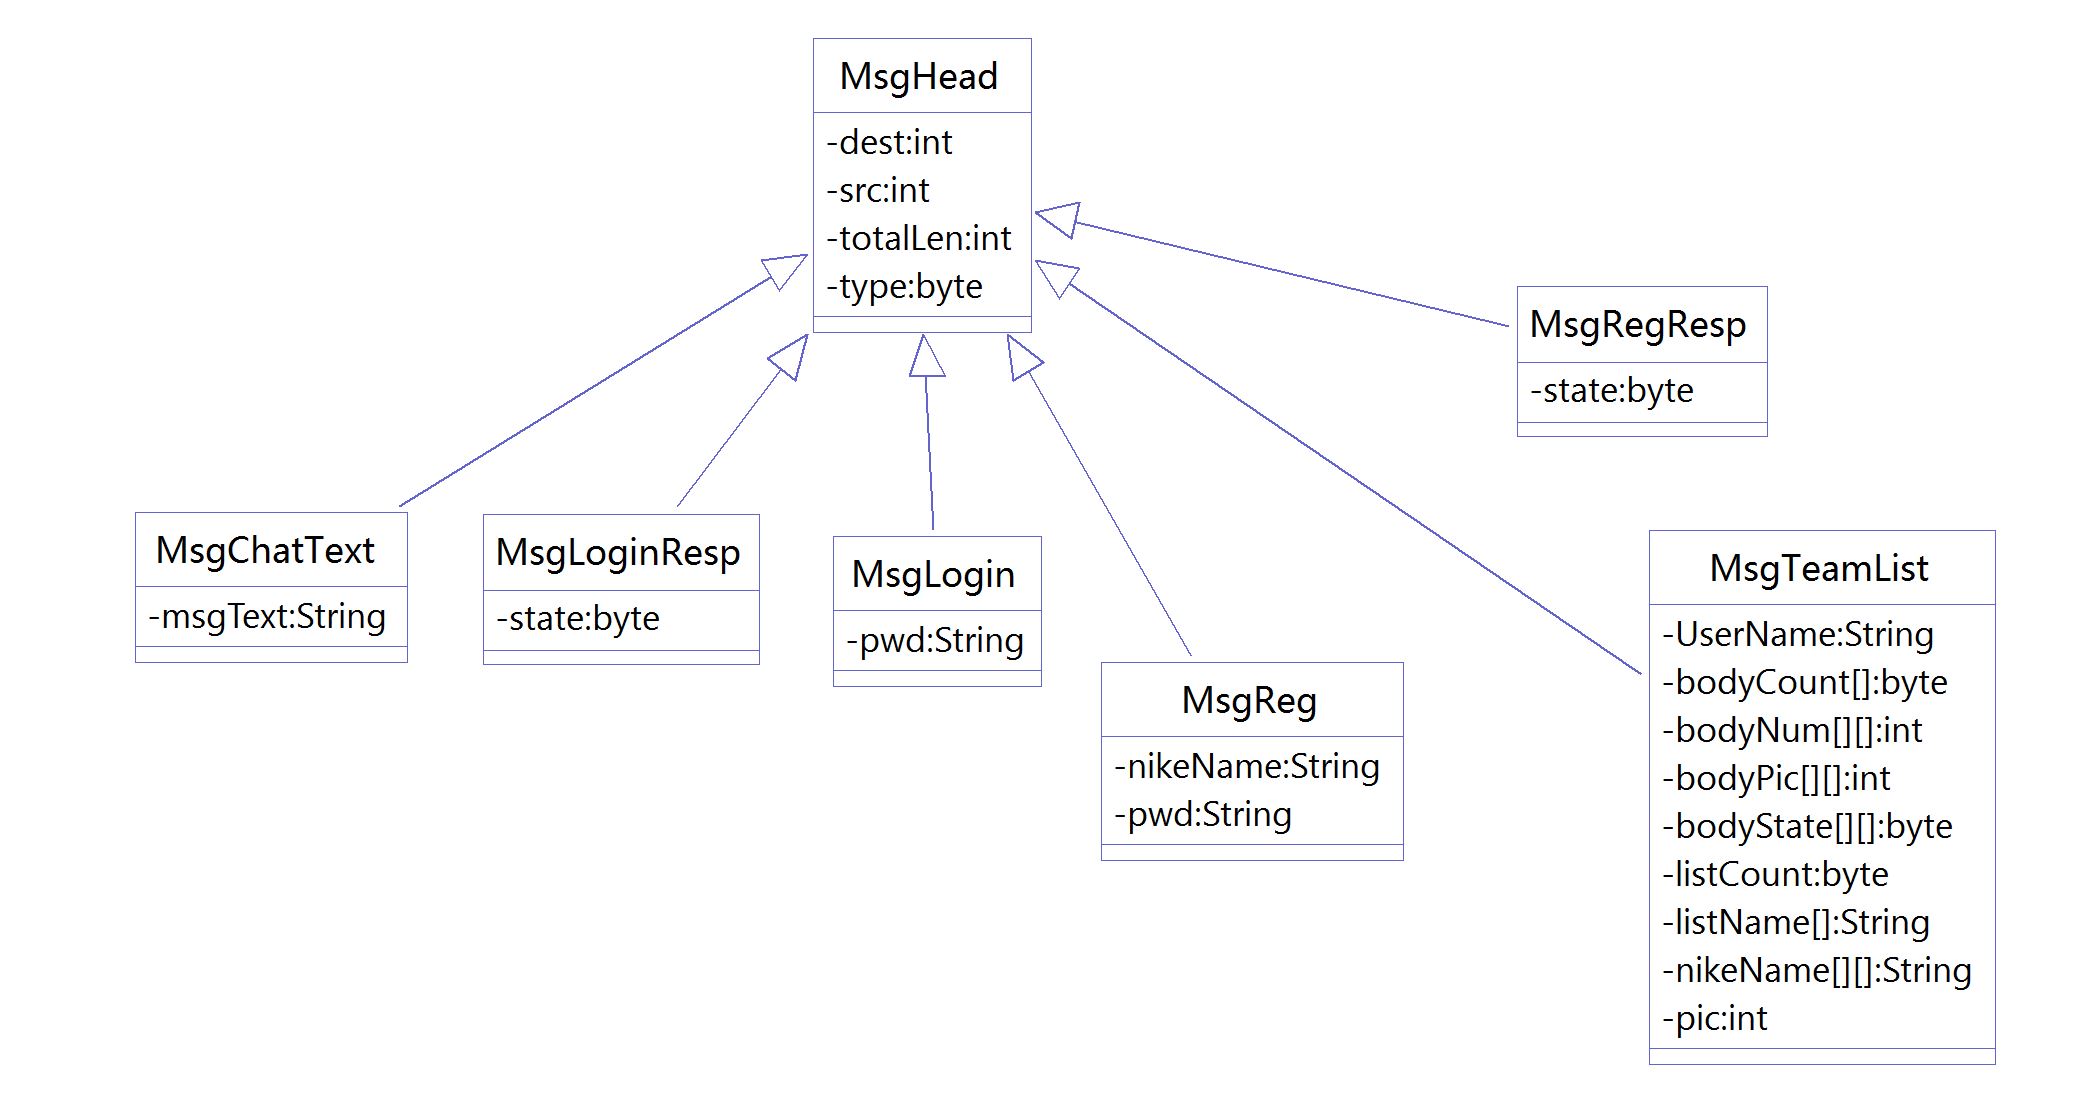 MsgHead
-dest:int
-src:int
-totalLen:int
-type:byte
MsgRegResp
-state:byte
MsgChatText
-msgText:String
MsgLoginResp
-state:byte
MsgLogin
-pwd:String
MsgReg
-nikeName:String
-pwd:String
MsgTeamList
-UserName:String
-bodyCount[]:byte
-bodyNum[][]:int
-bodyPic[][]:int
-bodyState[][]:byte
-listCount:byte
-listName[]:String
-nikeName[][]:String
-pic:int